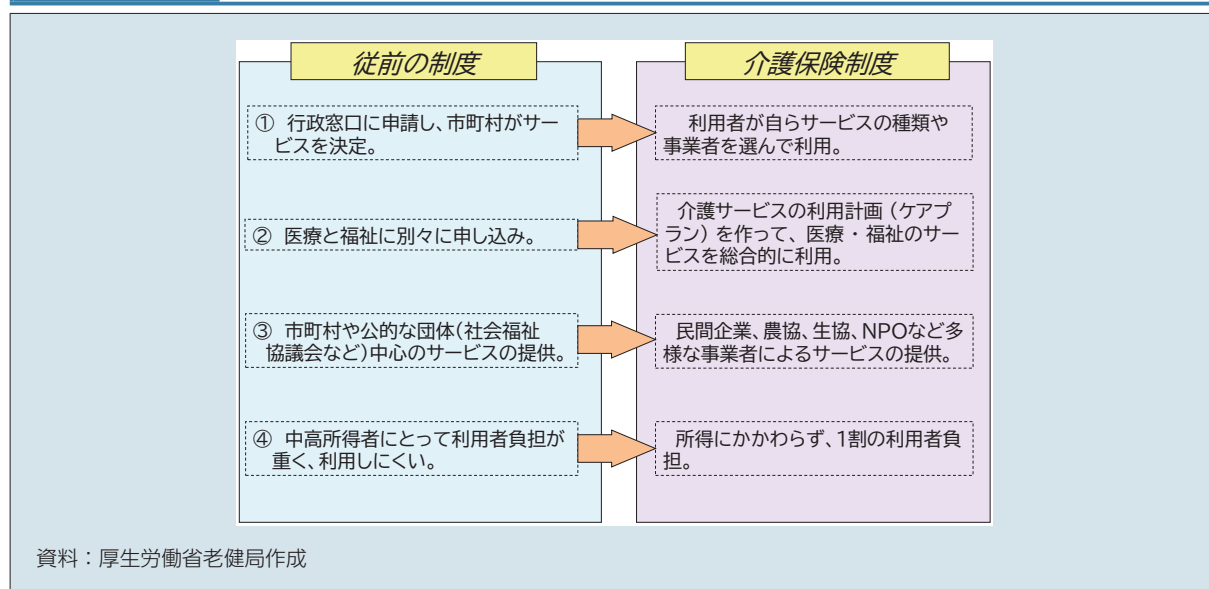 従前の制度
介護保険制度
① 行政窓口に申請し、市町村がサー
ビスを決定。
利用者が自らサービスの種類や
事業者を選んで利用。
② 医療と福祉に別々に申し込み。
介護サービスの利用計画(ケアプ
ラン)を作って、医療・福祉のサー
ビスを総合的に利用。
③ 市町村や公的な団体(社会福祉
協議会など)中心のサービスの提供。
民間企業、農協、生協、NPOなど多
様な事業者によるサービスの提供。
④ 中高所得者にとって利用者負担が
重く、利用しにくい。
所得にかかわらず、1割の利用者負
担。
資料:厚生労働省老健局作成